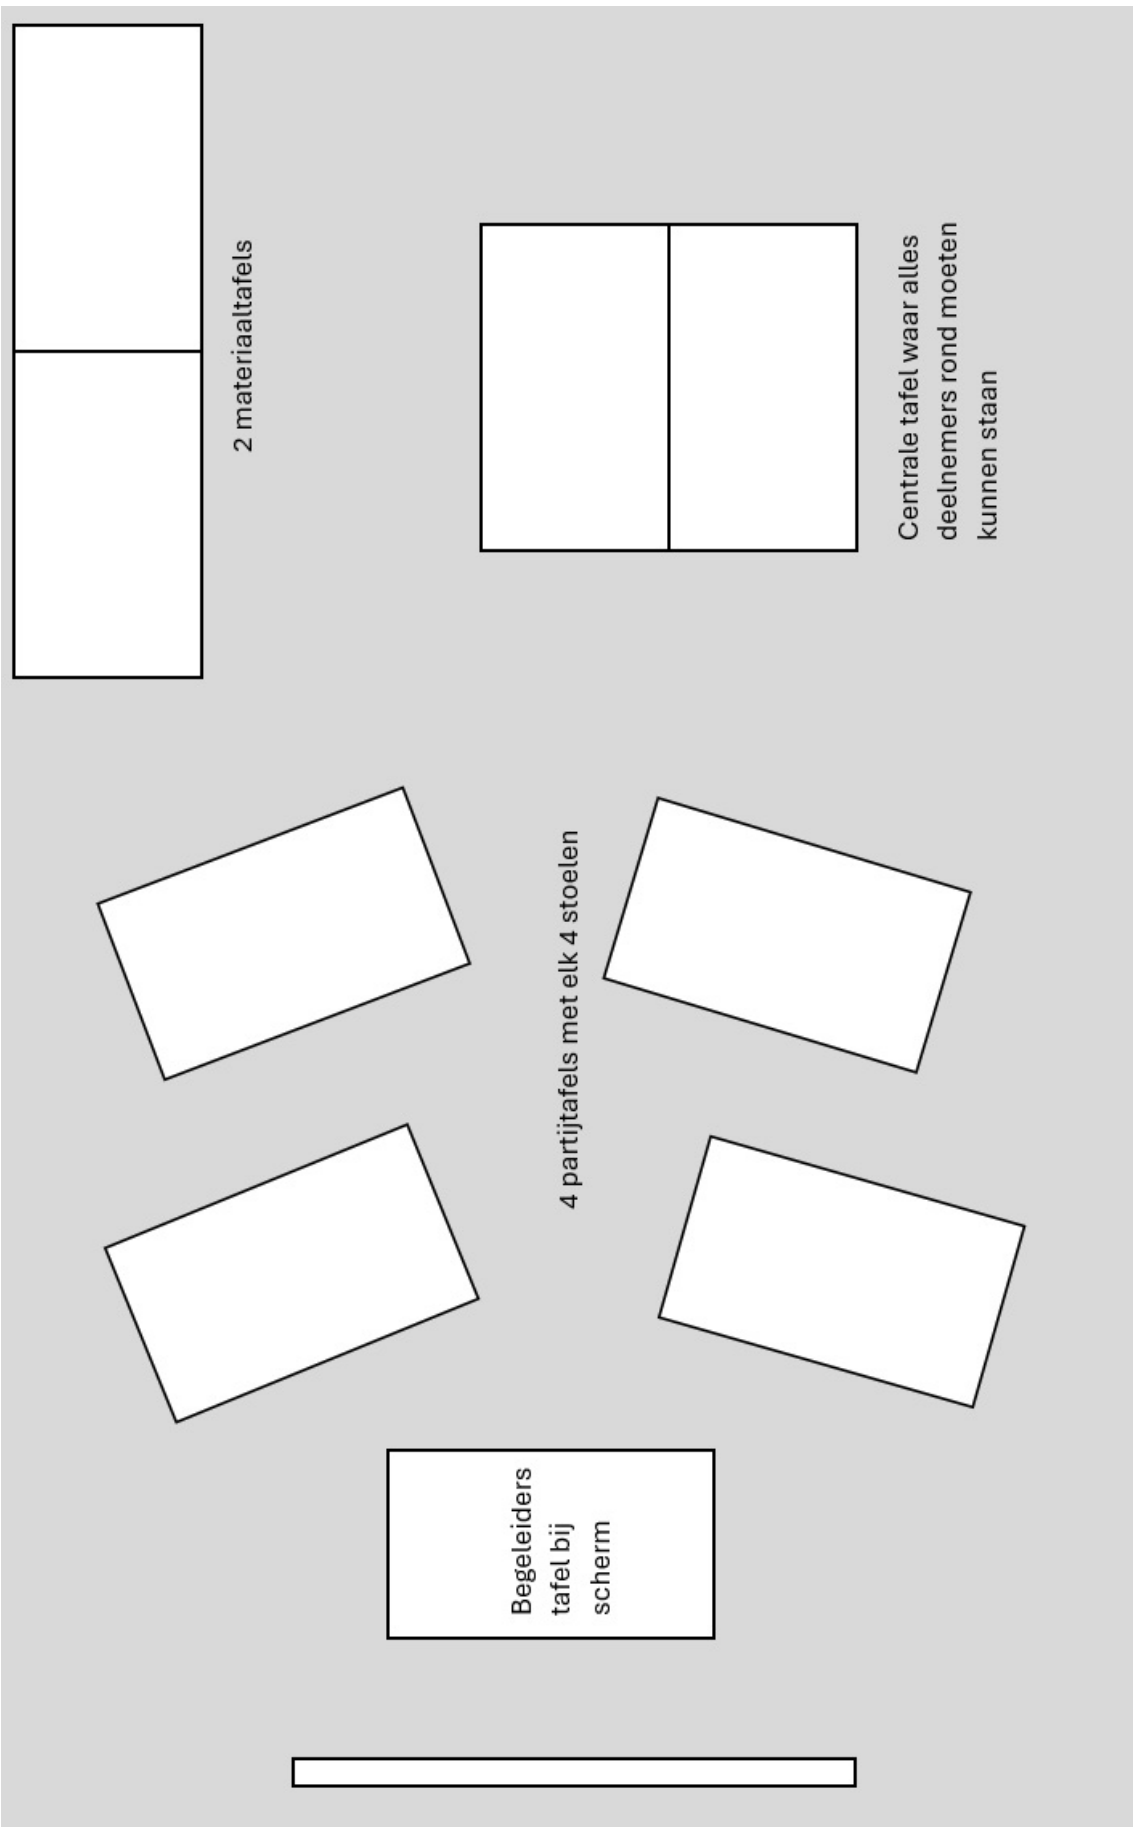 2 materiaaltafels
Centrale tafel waar alles
deelnemers rond moeten
kunnen staan
4 partijtafels met elk 4 stoelen
Begeleiders
tafel bij
scherm